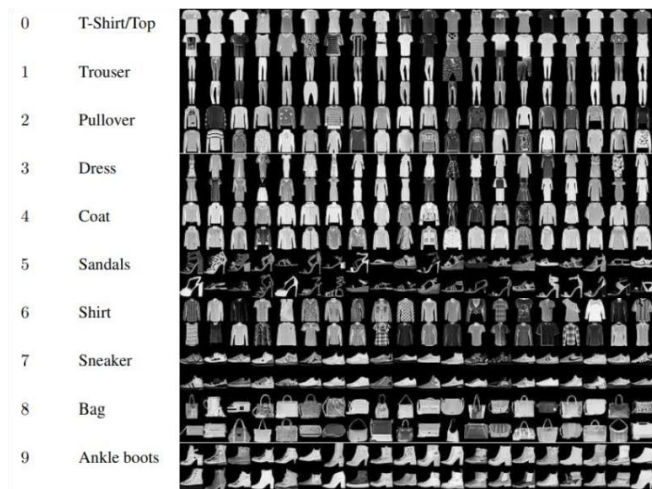 0 T-Shirt/Top
1 Trouser
2 Pullover
3 Dress
4 Coat
5 Sandals
6 Shirt
7 Sneaker
8 Bag
9 Ankle boots